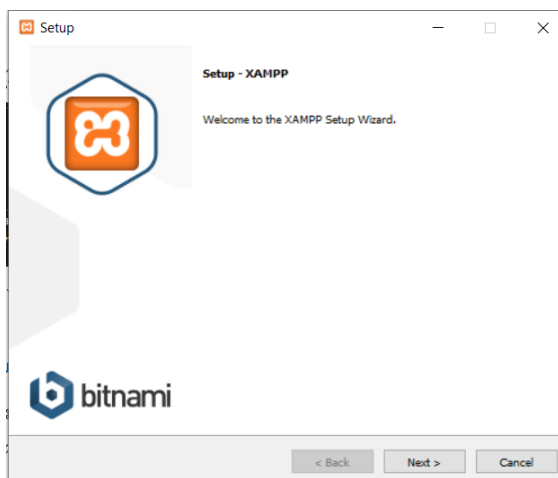 Setup
Setup - XAMPP
Welcome to the XAMPP Setup Wizard.
bitnami
< Back
Next >
Cancel